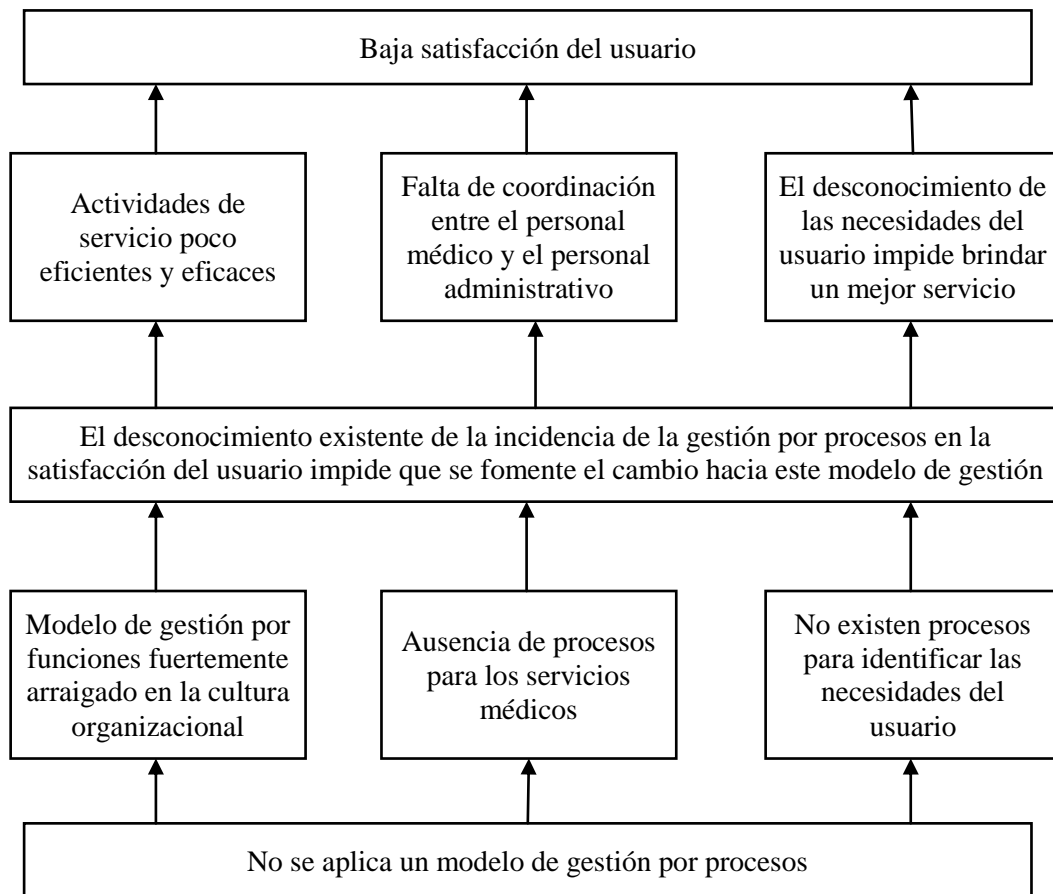 Baja satisfacción del usuario
Actividades de
servicio poco
eficientes y eficaces
Falta de coordinación
entre el personal
médico y el personal
administrativo
El desconocimiento de
las necesidades del
usuario impide brindar
un mejor servicio
El desconocimiento existente de la incidencia de la gestión por procesos en la
satisfacción del usuario impide que se fomente el cambio hacia este modelo de gestión
Modelo de gestión por
funciones fuertemente
arraigado en la cultura
organizacional
Ausencia de procesos
para los servicios
médicos
No existen procesos
para identificar las
necesidades del
usuario
No se aplica un modelo de gestión por procesos